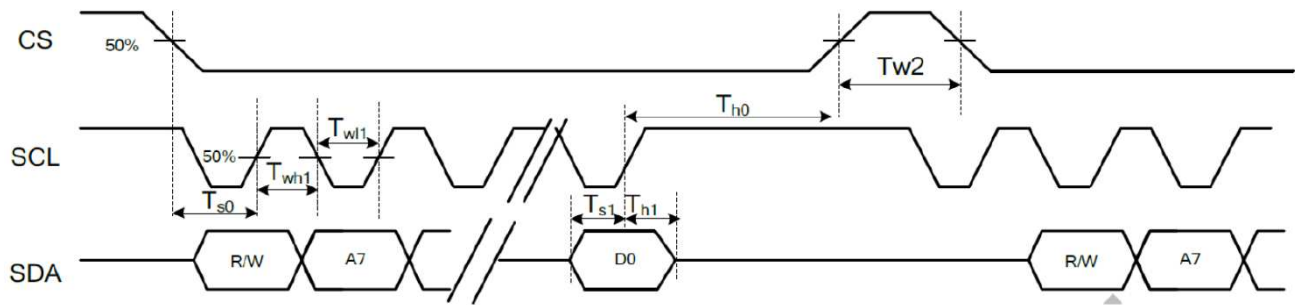 CS
50%
Tw2
Th0
SCL
50%
Twl1
Twh1
Ts0
Ts1
Th1
SDA
R/W
A7
D0
R/W
A7